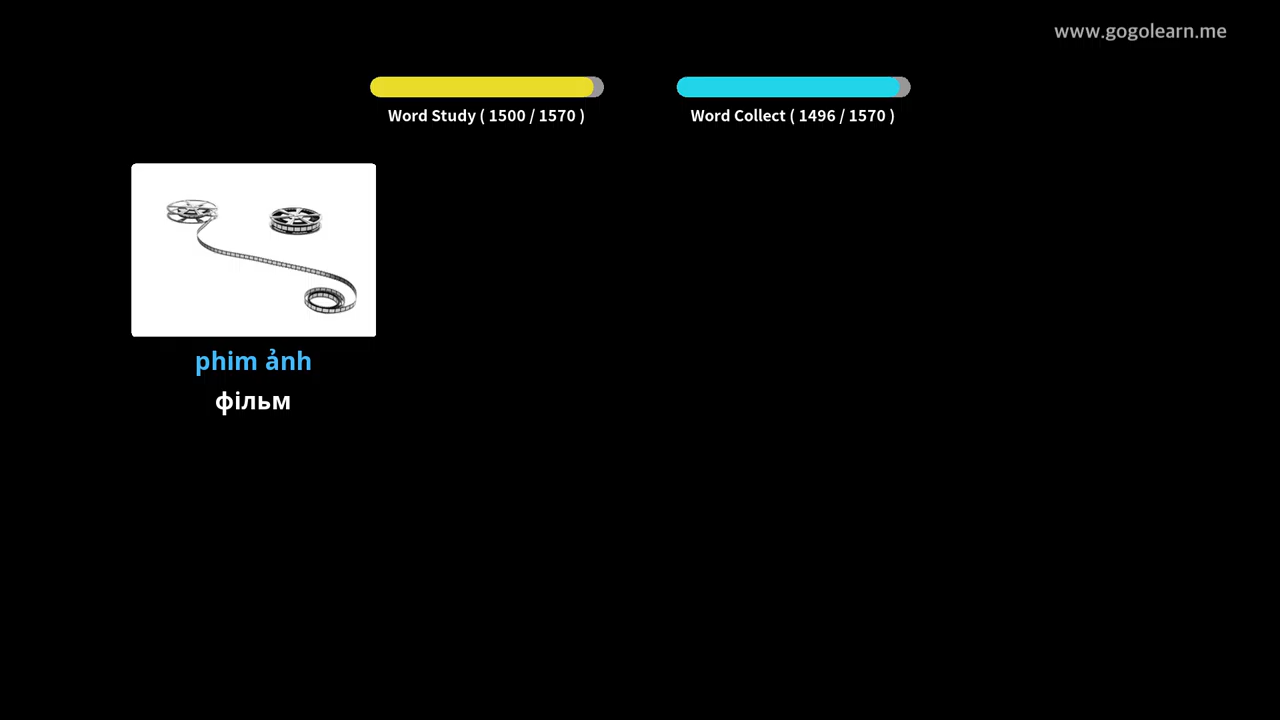 www.gogolearn.me
Word Study ( 1500 / 1570 )
Word Collect ( 1496 / 1570 )
phim ảnh
фільм